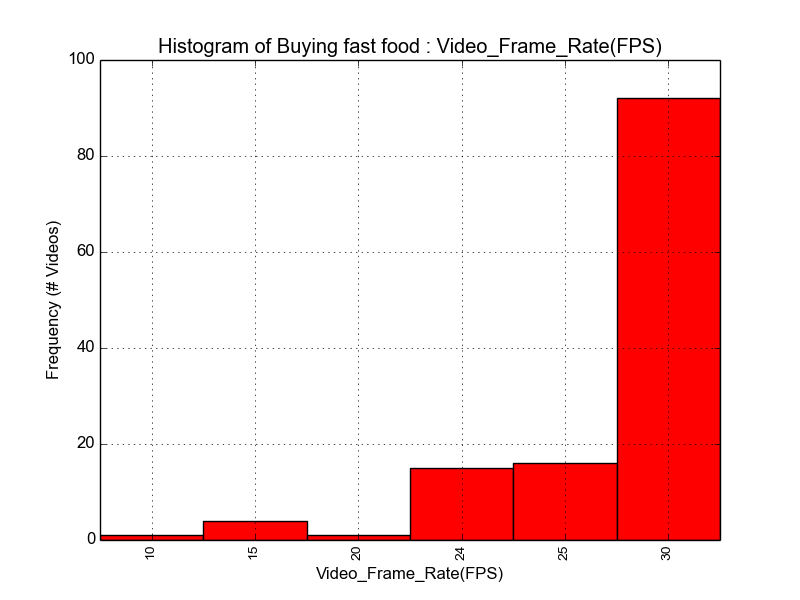 Histogram of Buying fast food : Video_Frame_Rate(FPS)
100
80
60
40
20
0
Frequency (# Videos)
10 15 20 24 25 30
Video_Frame_Rate(FPS)